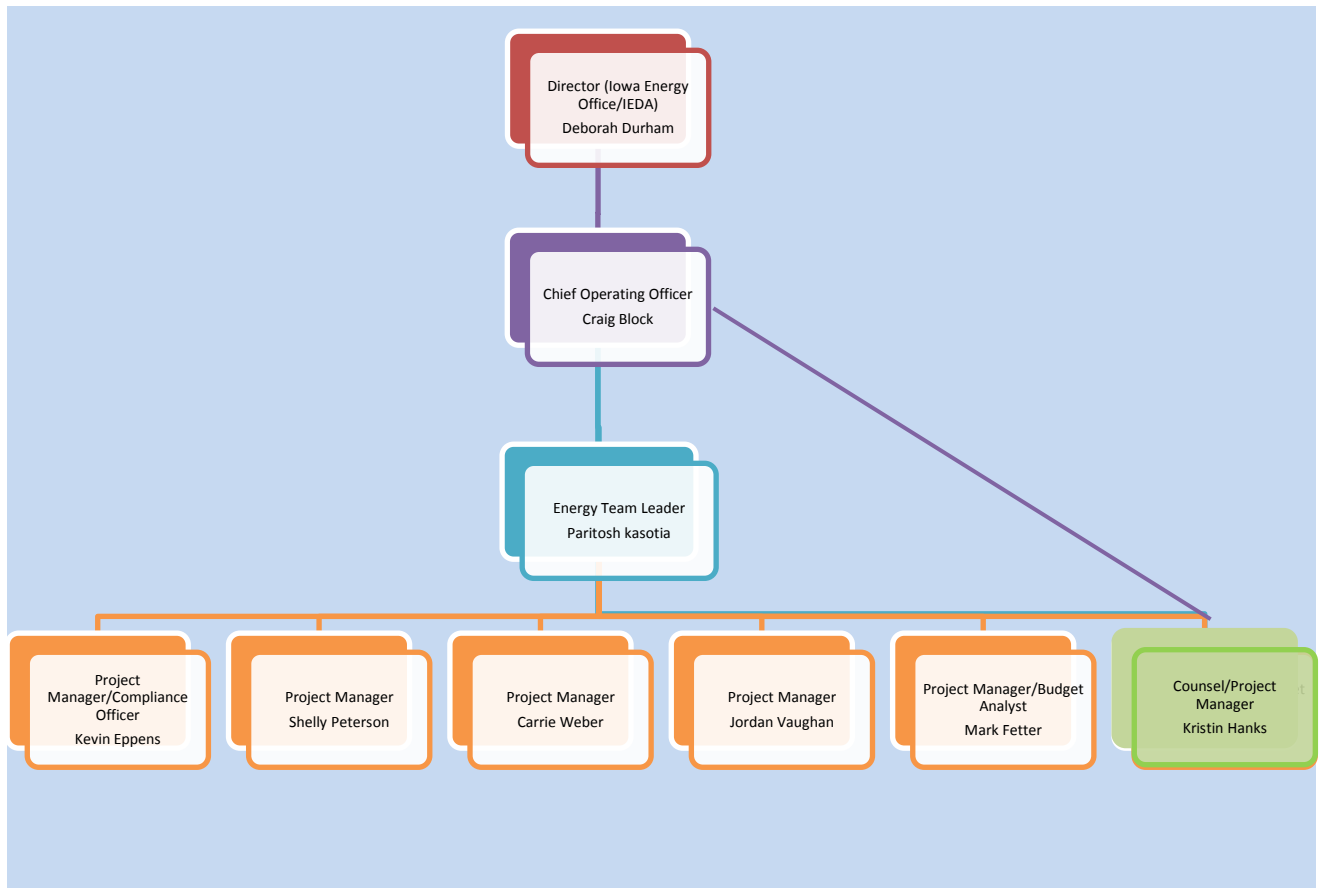 Director (Iowa Energy
Office/IEDA)
Deborah Durham
Chief Operating Officer
Craig Block
Energy Team Leader
Paritosh kasotia
Project
Manager/Compliance
Officer
Kevin Eppens
Project Manager
Shelly Peterson
Project Manager
Carrie Weber
Project Manager
Jordan Vaughan
Project Manager/Budget
Analyst
Mark Fetter
Counsel/Project
Manager
Kristin Hanks